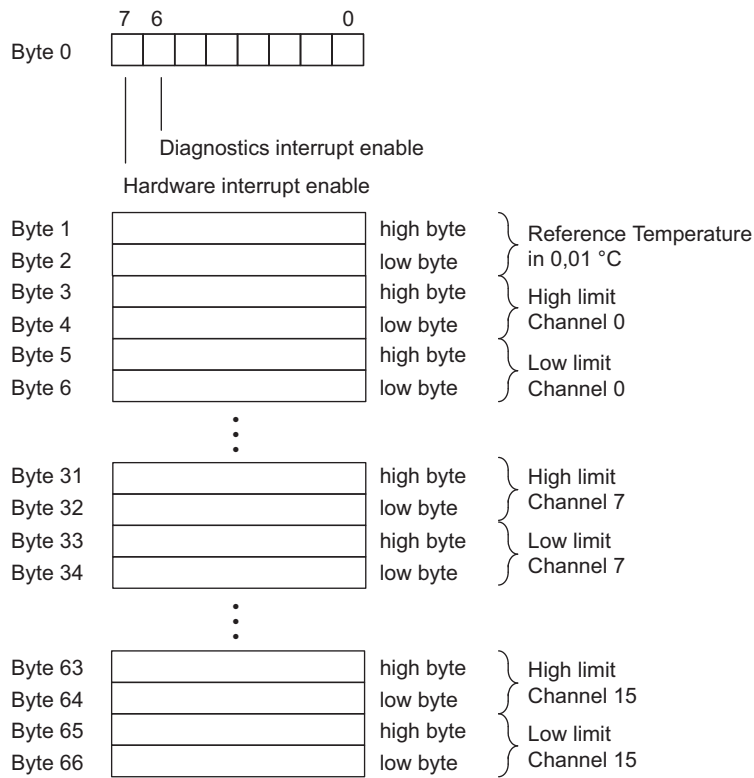 7 6 0
Byte 0
Diagnostics interrupt enable
Hardware interrupt enable
Byte 1 high byte Reference Temperature
Byte 2 low byte in 0,01 °C
Byte 3 high byte High limit
Byte 4 low byte Channel 0
Byte 5 high byte Low limit
Byte 6 low byte Channel 0
Byte 31 high byte High limit
Byte 32 low byte Channel 7
Byte 33 high byte Low limit
Byte 34 low byte Channel 7
Byte 63 high byte High limit
Byte 64 low byte Channel 15
Byte 65 high byte Low limit
Byte 66 low byte Channel 15